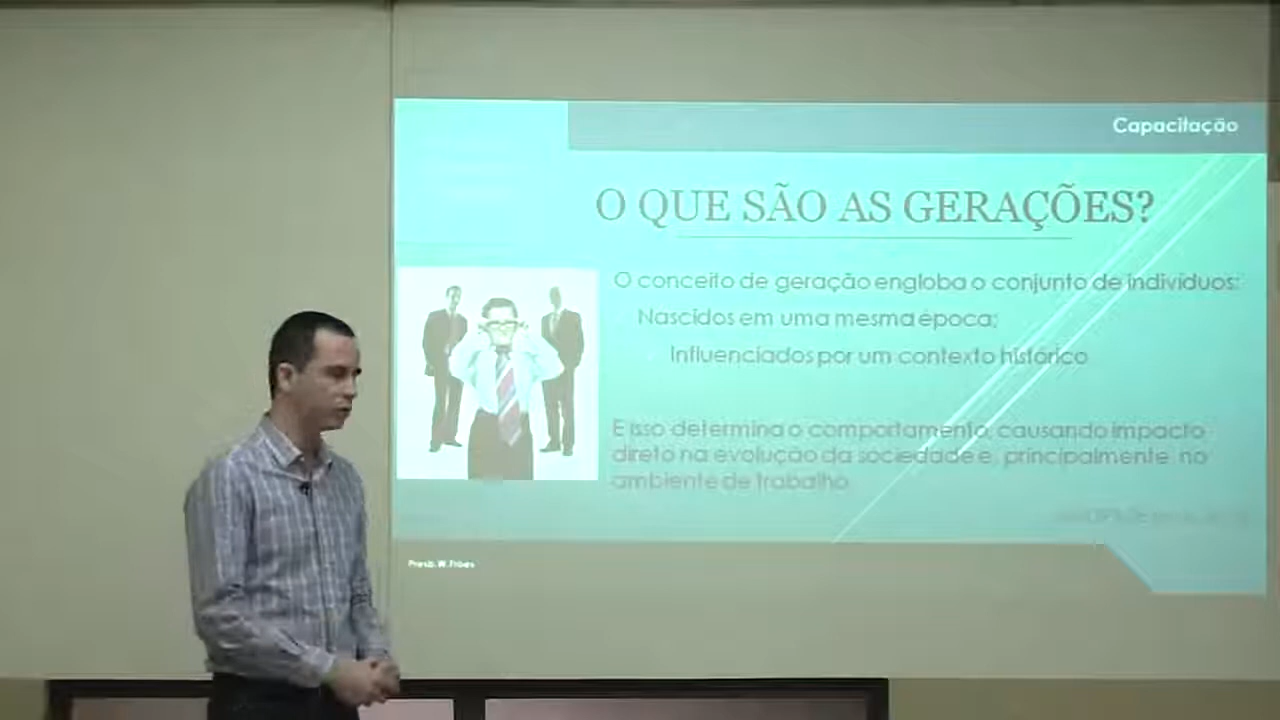 Capacitação
O QUE SÃO AS GERAÇÕES?
O conceito de geração engloba o conjunto de indivíduos:
Nascidos em uma mesma época;
Influenciados por um contexto histórico
E isso determina o comportamento, causando impacto
direto na evolução da sociedade e, principalmente no
ambiente de trabalho
Presb. W. Fróes